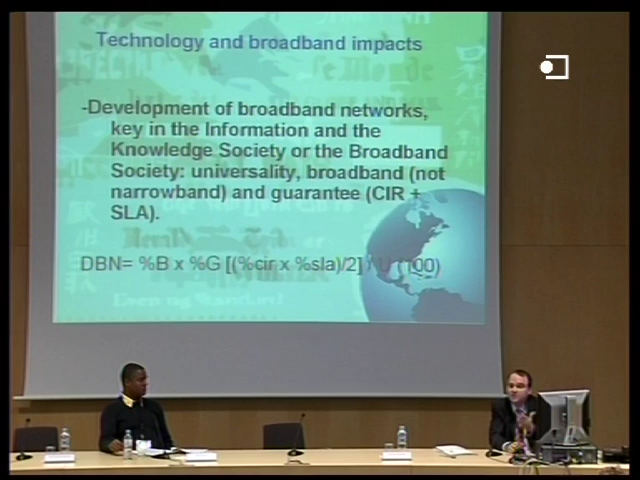 Technology and broadband impacts
-Development of broadband networks,
key in the Information and the
Knowledge Society or the Broadband
Society: universality, broadband (not
narrowband) and guarantee (CIR +
SLA).
DBN= %B x %G [(%cir x %sla)/2] / U (100)